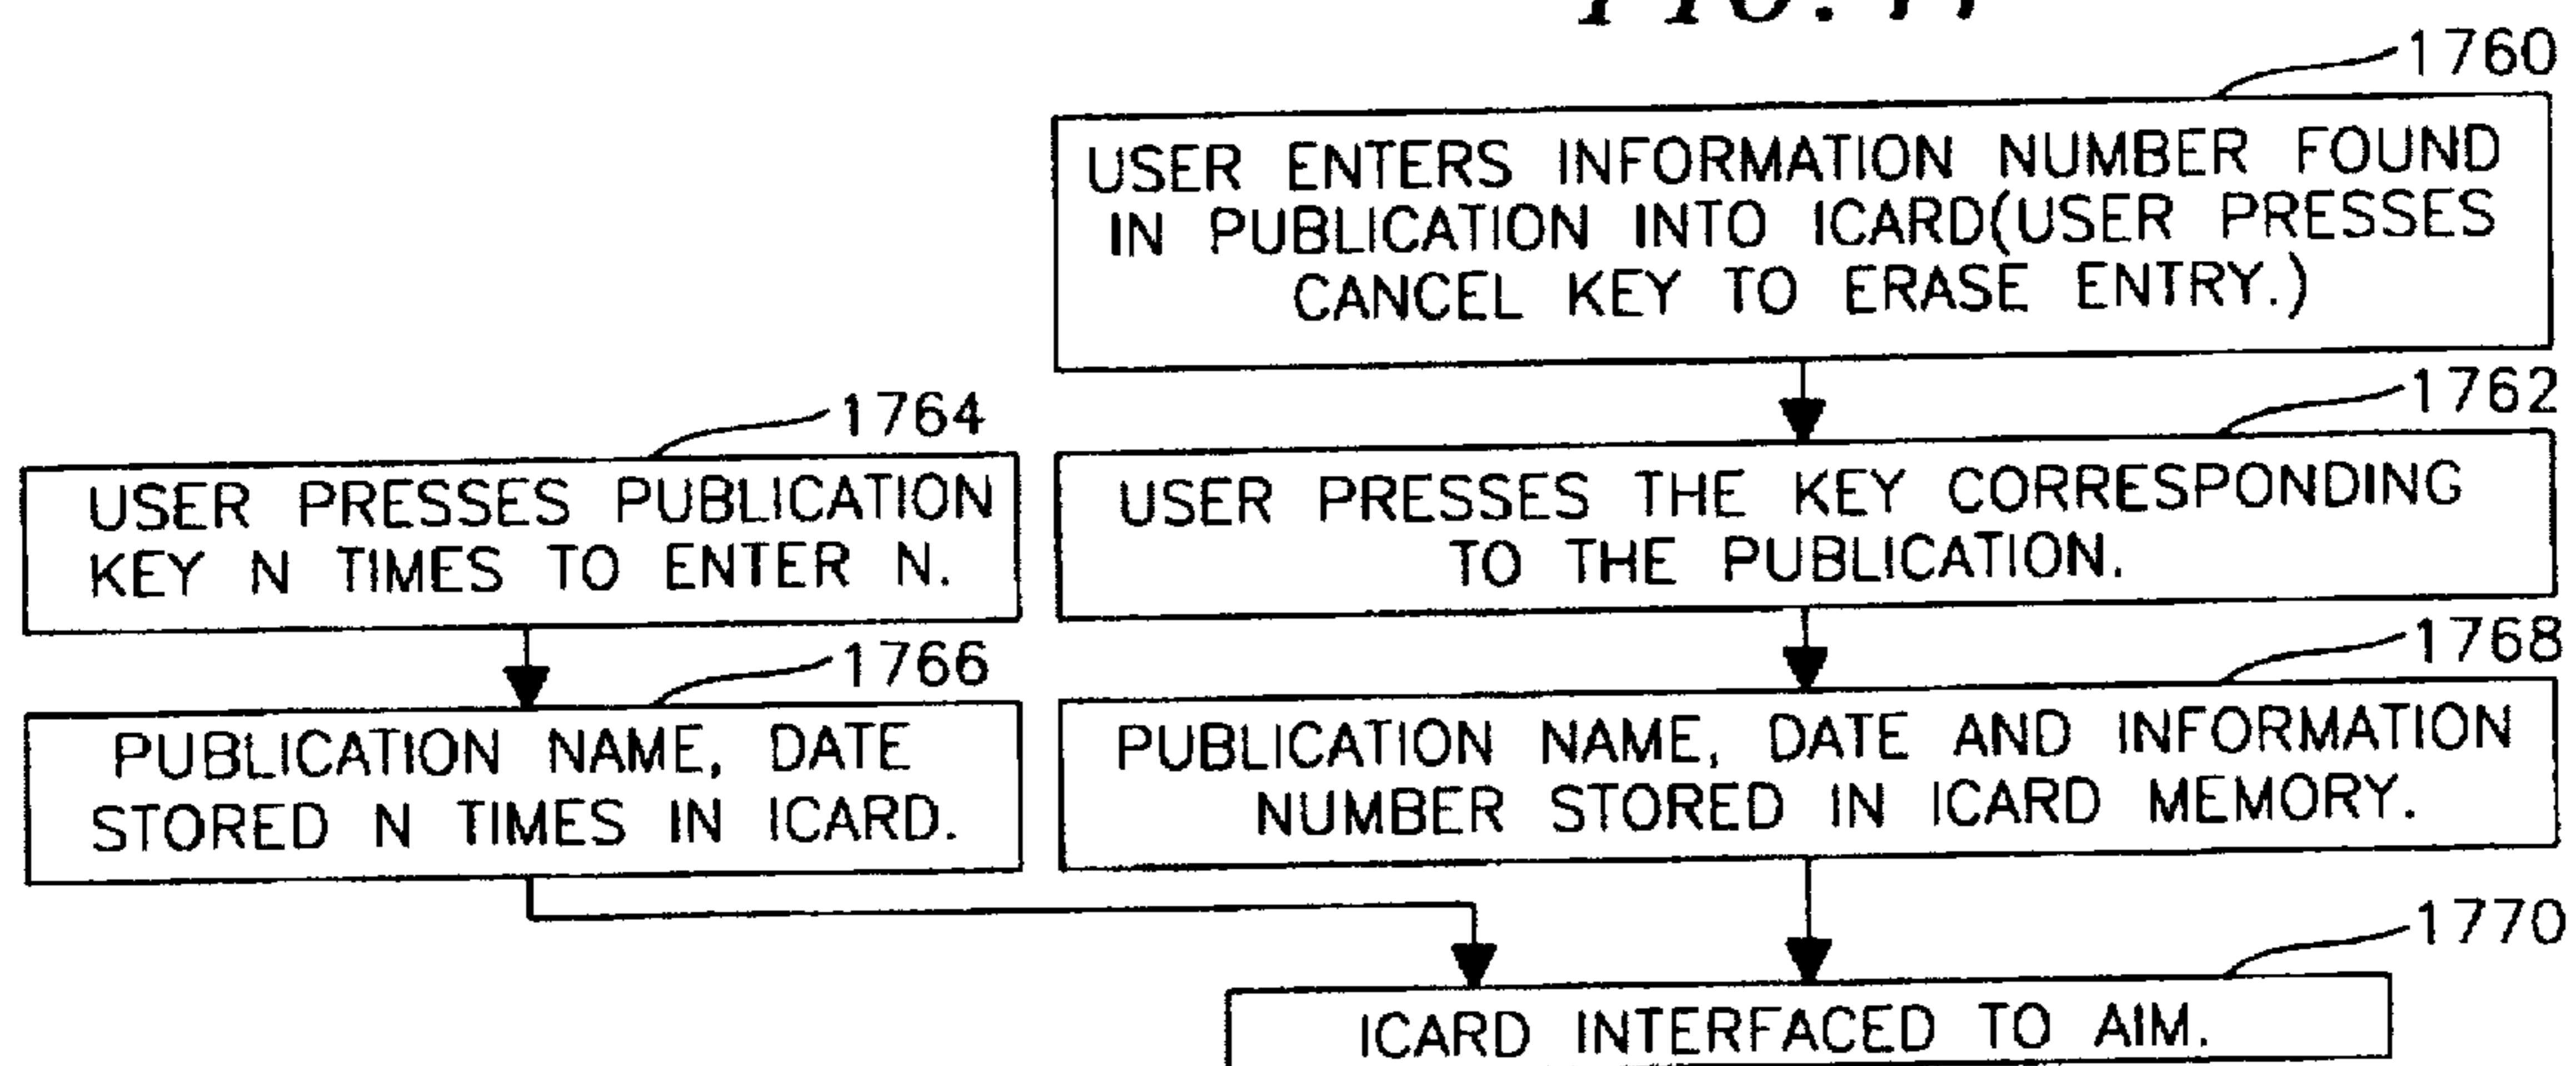 1760
USER ENTERS INFORMATION NUMBER FOUND
IN PUBLICATION INTO ICARD(USER PRESSES
CANCEL KEY TO ERASE ENTRY.)
1762
USER PRESSES THE KEY CORRESPONDING
TO THE PUBLICATION.
1764
USER PRESSES PUBLICATION
KEY N TIMES TO ENTER N.
1766
PUBLICATION NAME, DATE
STORED N TIMES IN ICARD.
1768
PUBLICATION NAME, DATE AND INFORMATION
NUMBER STORED IN ICARD MEMORY.
1770
ICARD INTERFACED TO AIM.